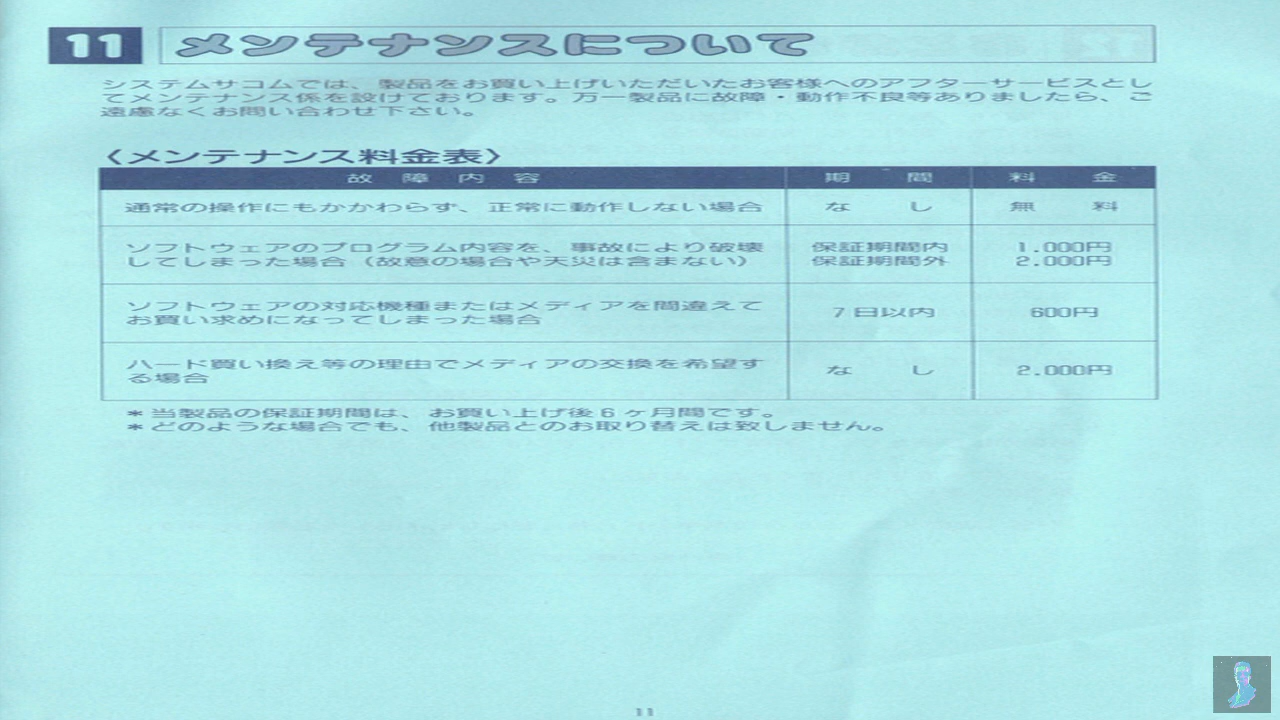 11 メンテナンスについて
システムサコムでは、製品をお買い上げいただいたお客様へのアフターサービスとし
てメンテナンス係を設けております。万一製品に故障・動作不良等ありましたら、ご
遠慮なくお問い合わせ下さい。
〈メンテナンス料金表〉
故障内容 期間 料金
通常の操作にもかかわらず、正常に動作しない場合 なし 無料
ソフトウェアのプログラム内容を、事故により破壊 保証期間内 1.000円
してしまった場合（故意の場合や天災は含まない） 保証期間外 2.000円
ソフトウェアの対応機種またはメディアを間違えて
お買い求めになってしまった場合 7日以内 600円
ハード買い換え等の理由でメディアの交換を希望す
る場合 なし 2.000円
＊当製品の保証期間は、お買い上げ後6ヶ月間です。
＊どのような場合でも、他製品とのお取り替えは致しません。
11